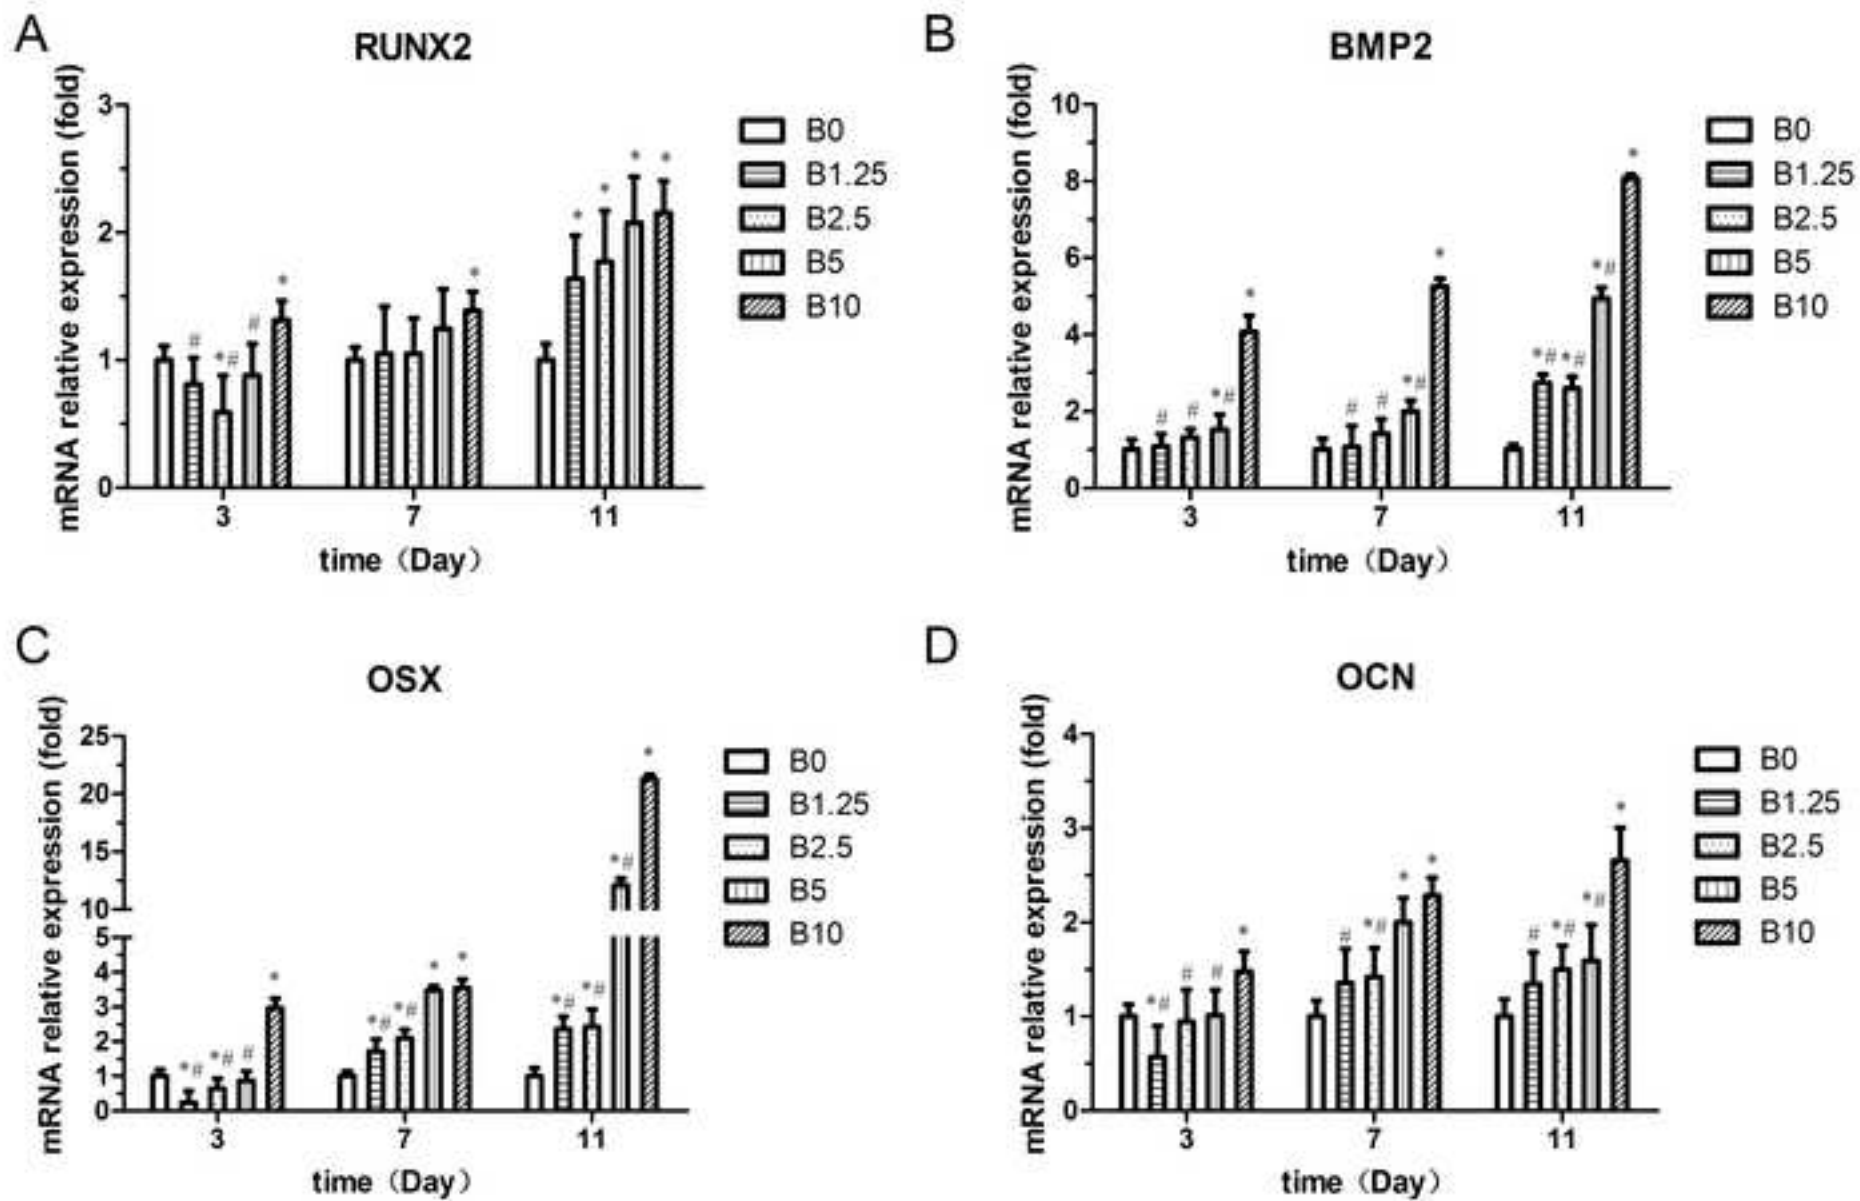 A
RUNX2
mRNA relative expression (fold)
3
2
1
0
# *# # *
*
* * * *
3 7 11
time（Day）
B0
B1.25
B2.5
B5
B10
B
BMP2
mRNA relative expression (fold)
10
8
6
4
2
0
# # *# *
# # *# *
*# *# *# *
3 7 11
time（Day）
B0
B1.25
B2.5
B5
B10
C
OSX
mRNA relative expression (fold)
25
20
15
10
5
4
3
2
1
0
*# *# # *
*# *# * *
*# *# *# *
3 7 11
time（Day）
B0
B1.25
B2.5
B5
B10
D
OCN
mRNA relative expression (fold)
4
3
2
1
0
*# # # *
# *# * *
# *# *# *
3 7 11
time（Day）
B0
B1.25
B2.5
B5
B10